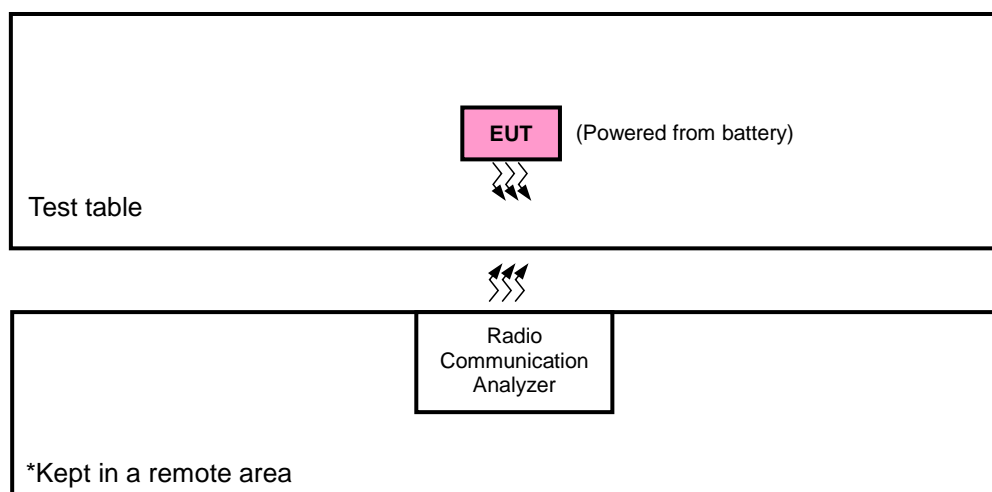 EUT
(Powered from battery)
Test table
Radio
Communication
Analyzer
*Kept in a remote area